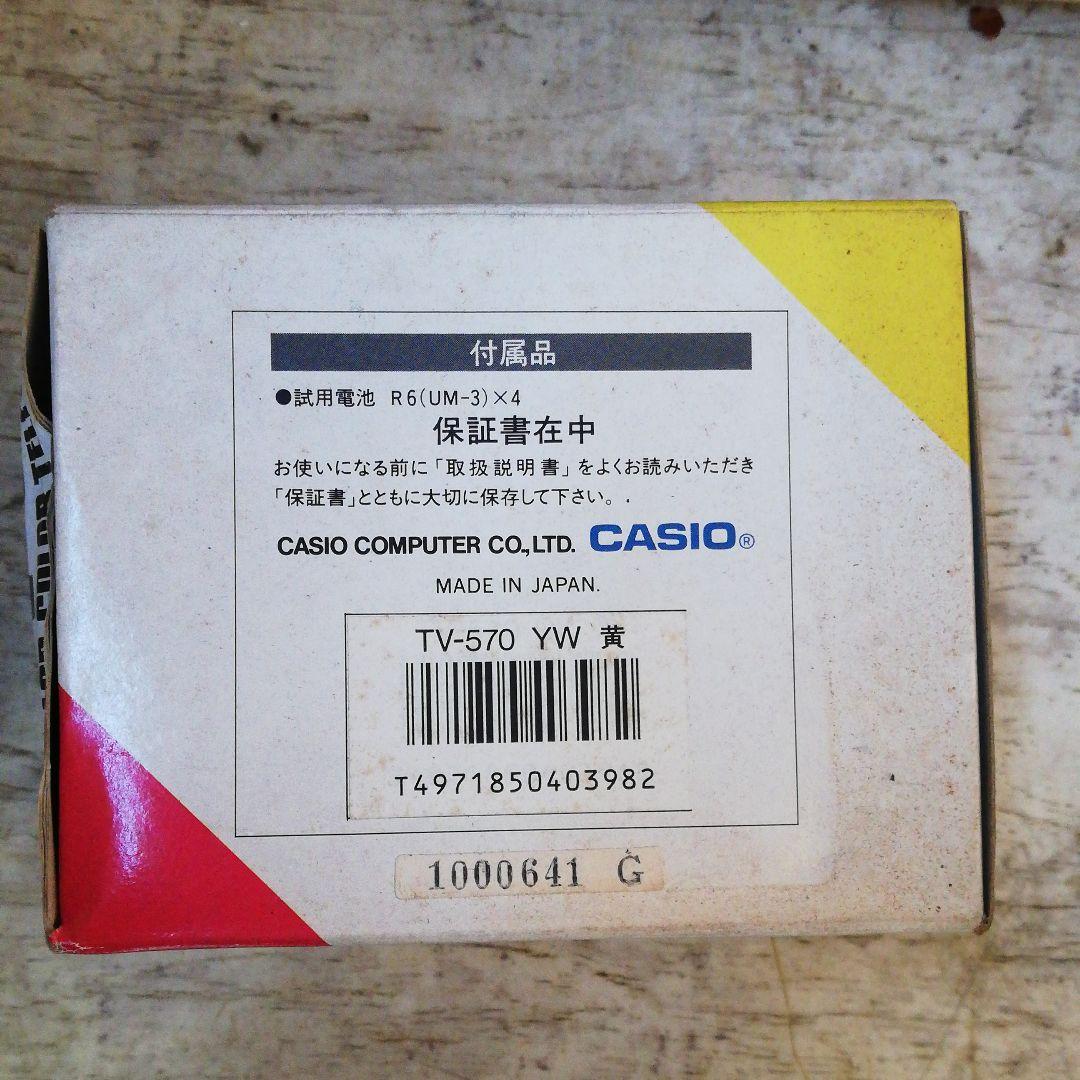 付属品
●試用電池 R6(UM-3)×4
保証書在中
お使いになる前に「取扱説明書」をよくお読みいただき
「保証書」とともに大切に保存して下さい。
CASIO COMPUTER CO.,LTD. CASIO®
MADE IN JAPAN.
TV-570 YW 黄
T4971850403982
1000641 G